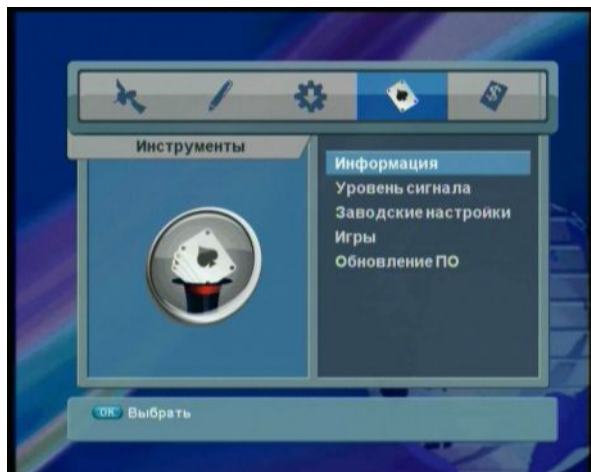 Инструменты
Информация
Уровень сигнала
Заводские настройки
Игры
Обновление ПО
OK Выбрать